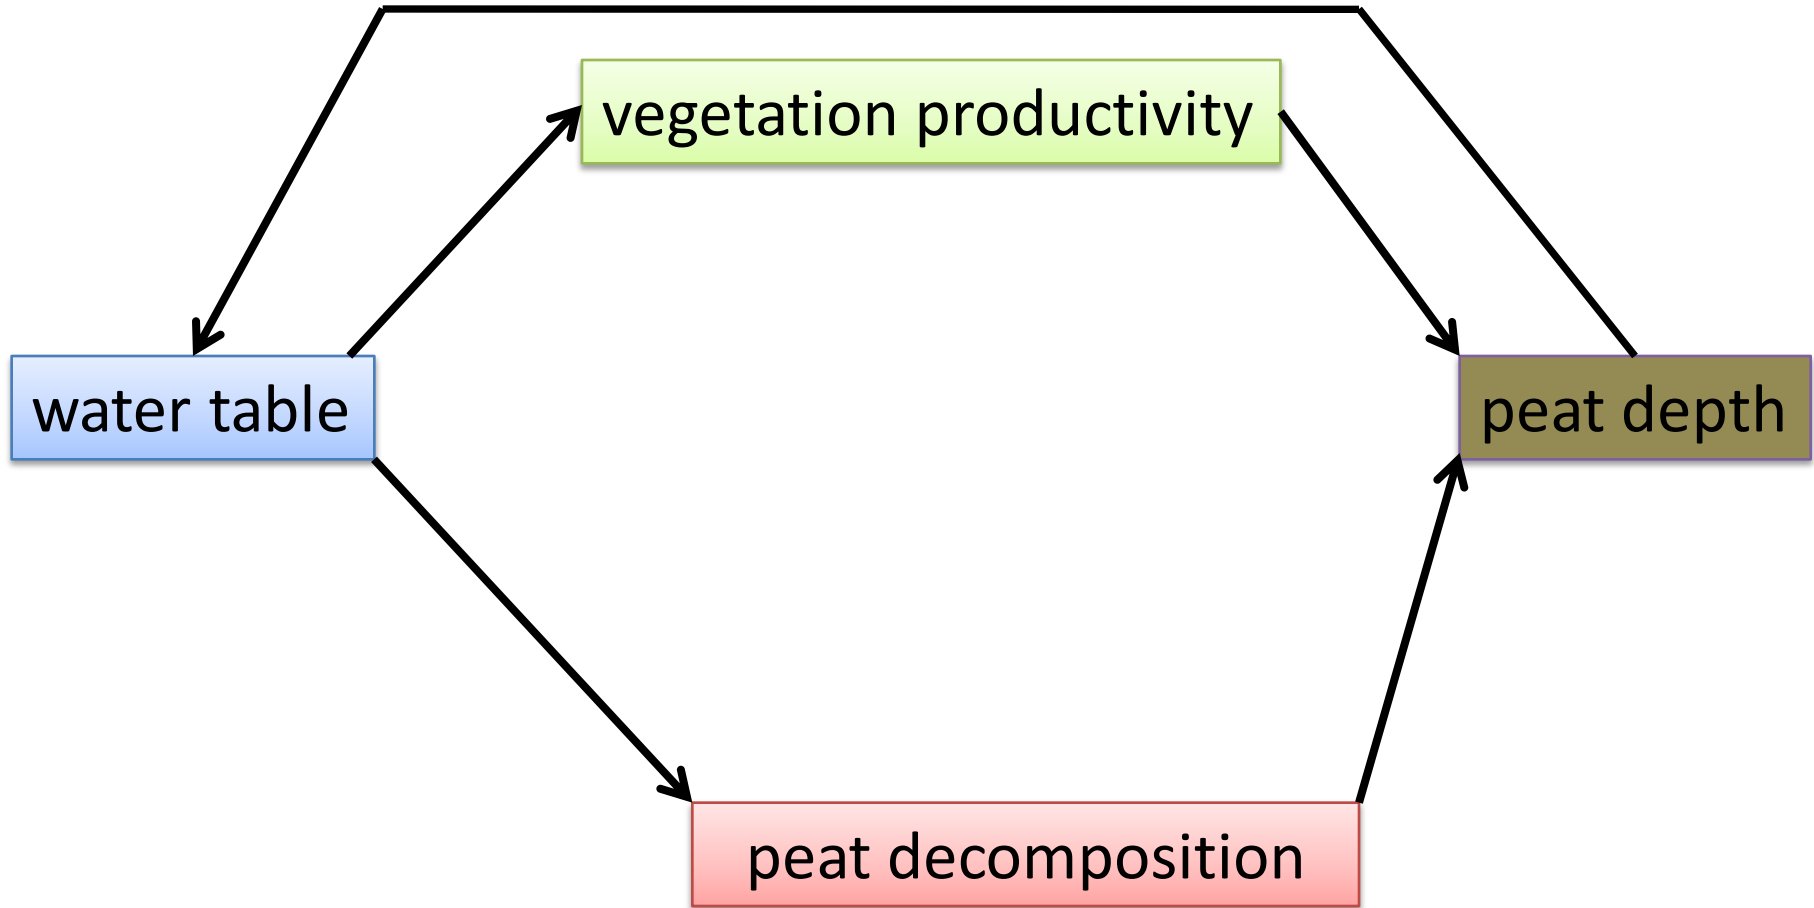 vegetation productivity
water table
peat depth
peat decomposition